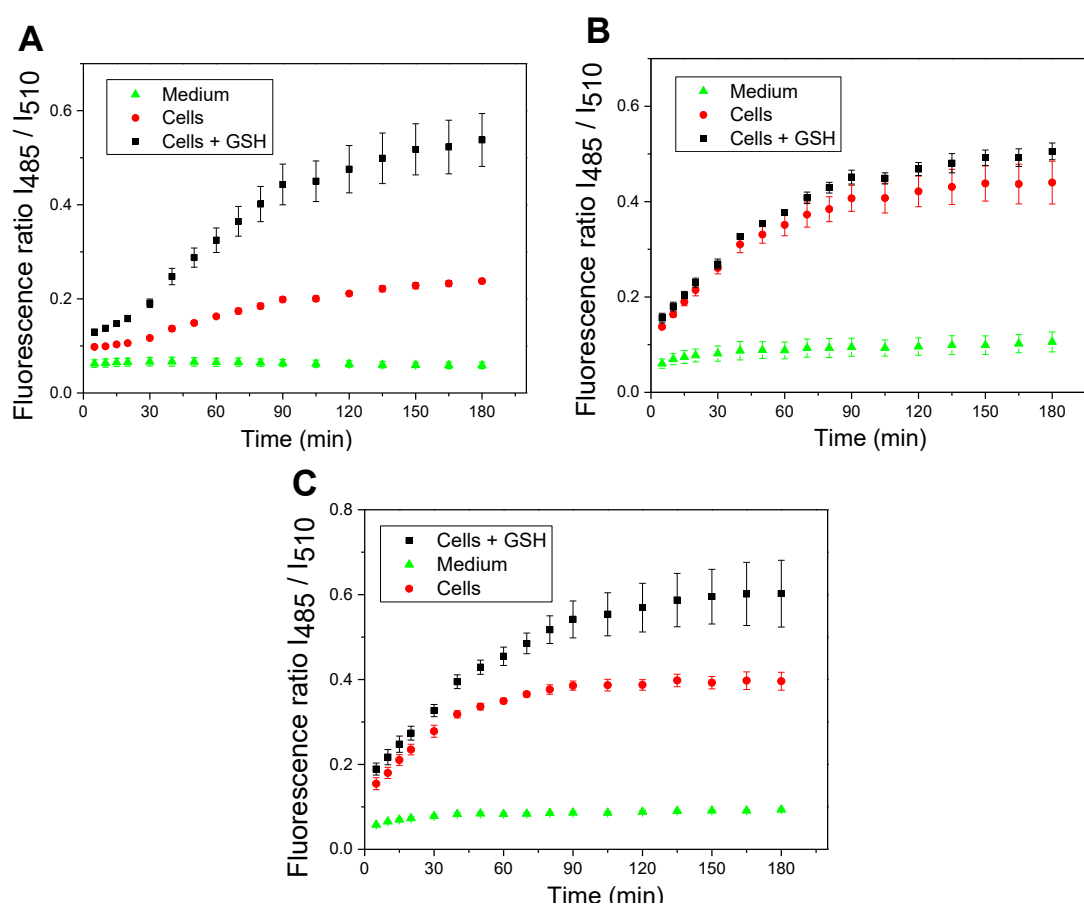 A
Fluorescence ratio I485 / I510
Medium
Cells
Cells + GSH
0.6
0.4
0.2
0.0
0 30 60 90 120 150 180
Time (min)
B
Fluorescence ratio I485 / I510
Medium
Cells
Cells + GSH
0.6
0.4
0.2
0.0
0 30 60 90 120 150 180
Time (min)
C
Fluorescence ratio I485 / I510
Cells + GSH
Medium
Cells
0.8
0.6
0.4
0.2
0.0
0 30 60 90 120 150 180
Time (min)